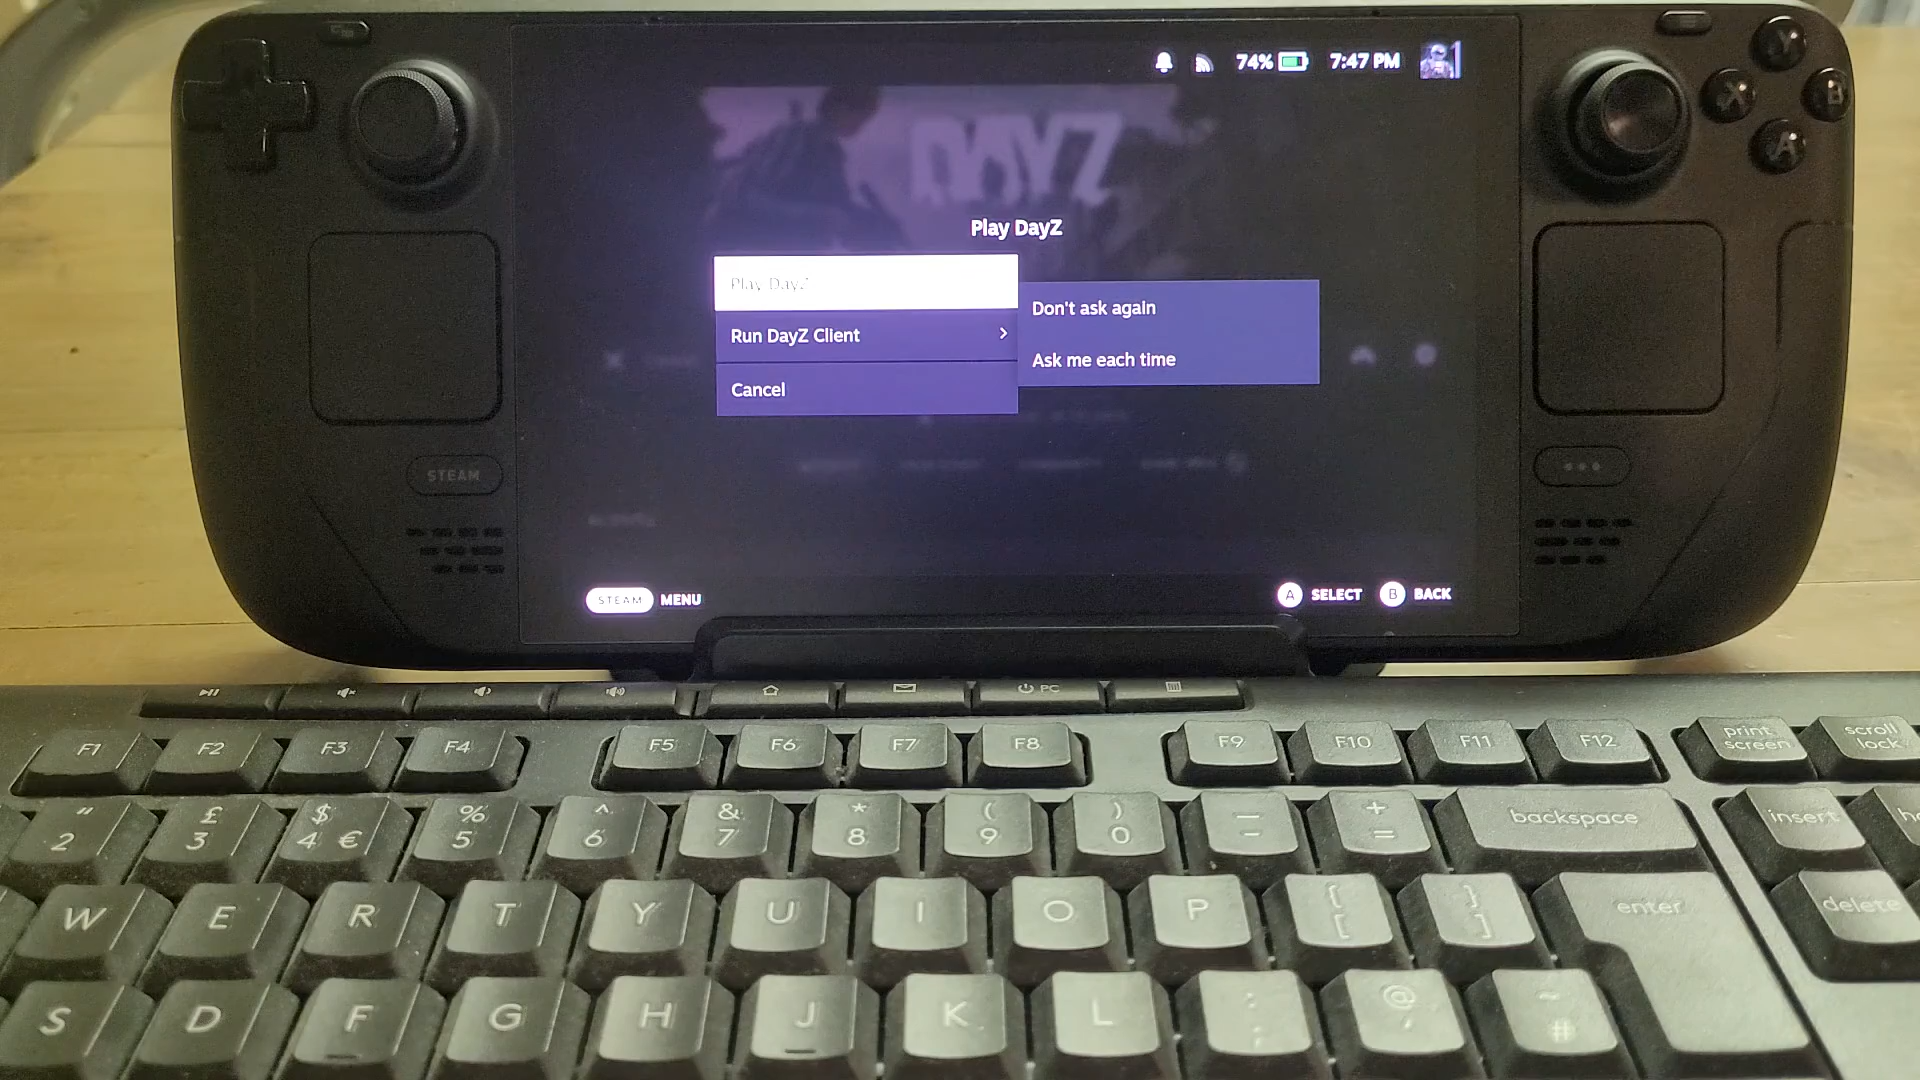 74% 7:47 PM
DAYZ
Play DayZ
Play DayZ
Run DayZ Client
Cancel
Don't ask again
Ask me each time
STEAM MENU
A SELECT B BACK
STEAM
Y
X
B
A
PC
F1 F2 F3 F4 F5 F6 F7 F8 F9 F10 F11 F12 print screen scroll lock
" £ $ % ^ & * ( ) _ +
2 3 4 € 5 6 7 8 9 0 - = backspace insert
W E R T Y U I O P { [ } ] enter delete
S D F G H J K L : ; @ ' ~ #